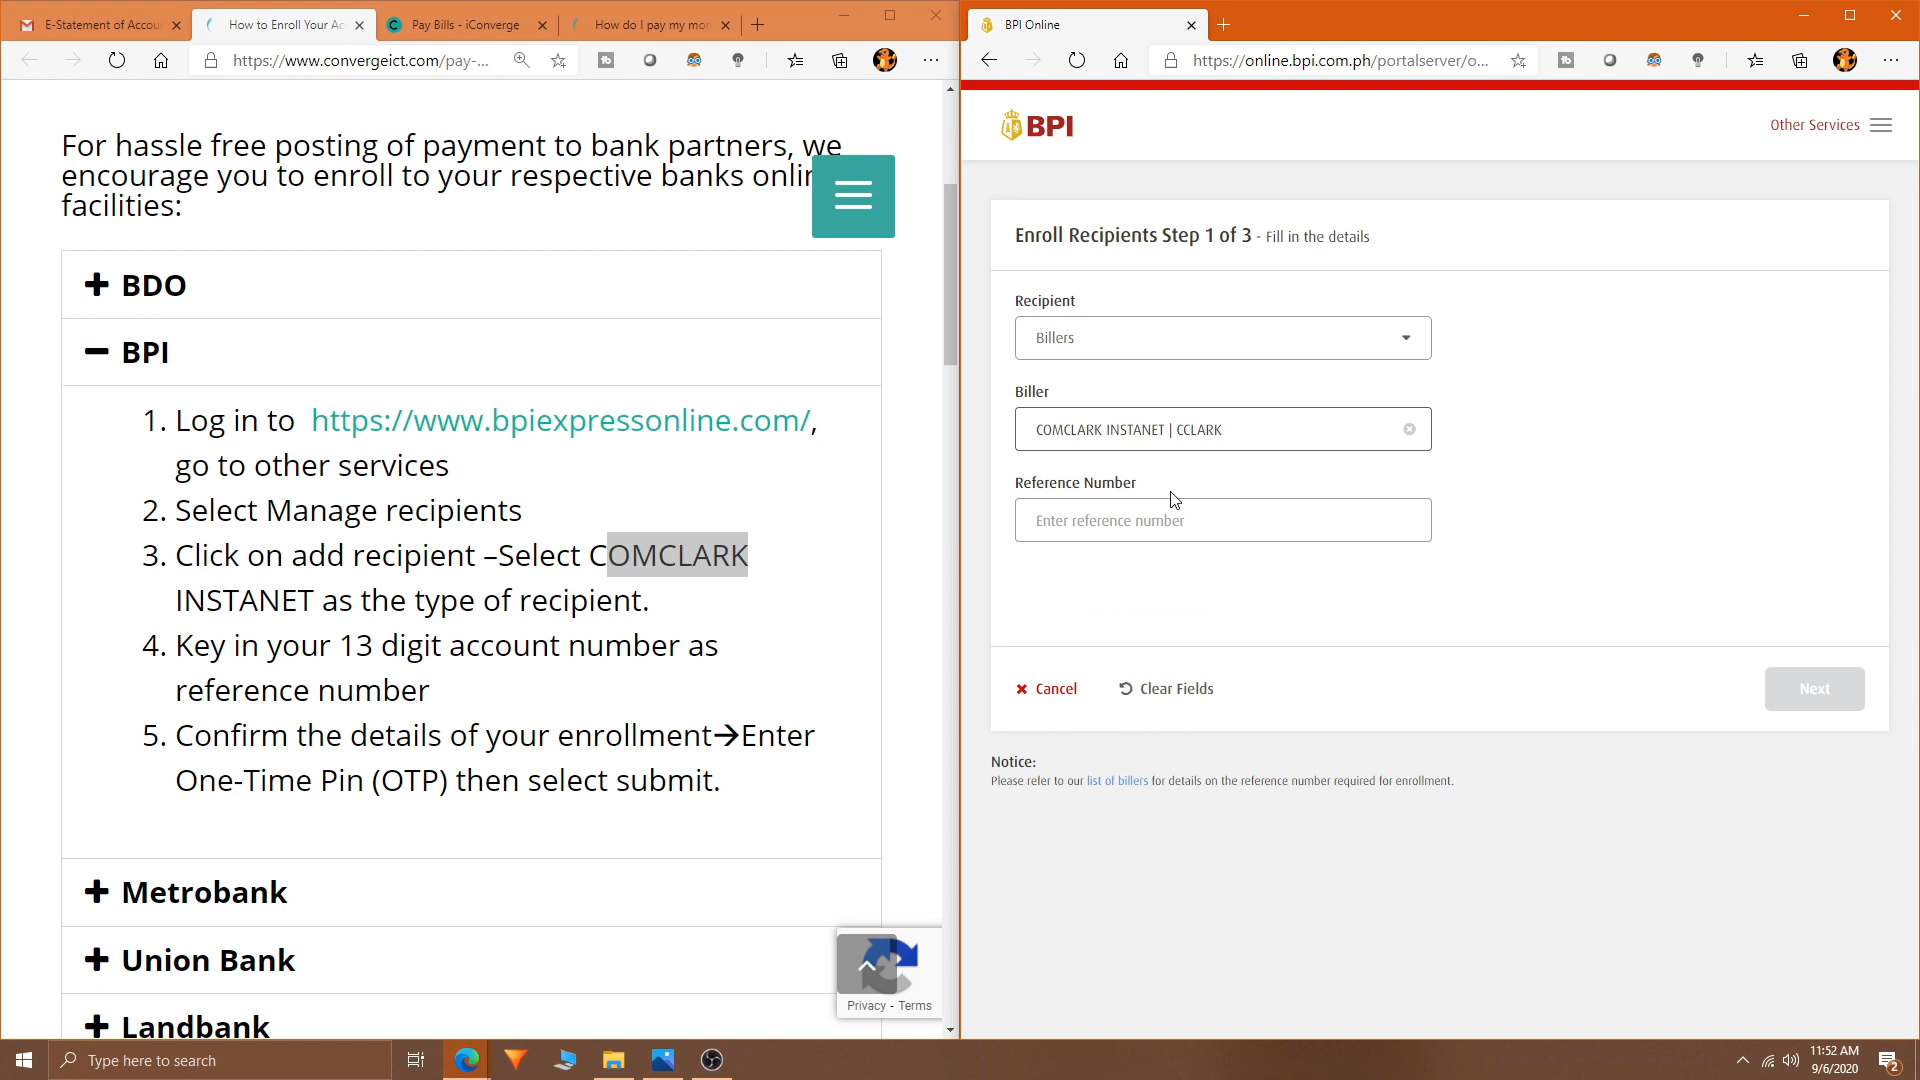 E-Statement of Accou
How to Enroll Your Ac
Pay Bills - iConverge
How do I pay my mon
https://www.convergeict.com/pay-...
For hassle free posting of payment to bank partners, we
encourage you to enroll to your respective banks onlin
facilities:
BDO
BPI
1. Log in to https://www.bpiexpressonline.com/,
go to other services
2. Select Manage recipients
3. Click on add recipient –Select COMCLARK
INSTANET as the type of recipient.
4. Key in your 13 digit account number as
reference number
5. Confirm the details of your enrollment→Enter
One-Time Pin (OTP) then select submit.
Metrobank
Union Bank
Landbank
Privacy - Terms
BPI Online
https://online.bpi.com.ph/portalserver/o...
BPI
Other Services
Enroll Recipients Step 1 of 3 - Fill in the details
Recipient
Billers
Biller
COMCLARK INSTANET | CCLARK
Reference Number
Enter reference number
Cancel
Clear Fields
Next
Notice:
Please refer to our list of billers for details on the reference number required for enrollment.
Type here to search
11:52 AM
9/6/2020
2